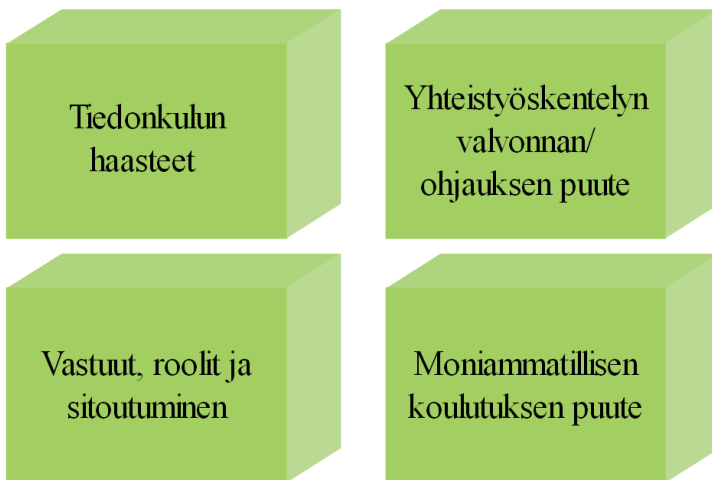 Tiedonkulun
haasteet
Yhteistyöskentelyn
valvonnan/
ohjauksen puute
Vastuut, roolit ja
sitoutuminen
Moniammatillisen
koulutuksen puute